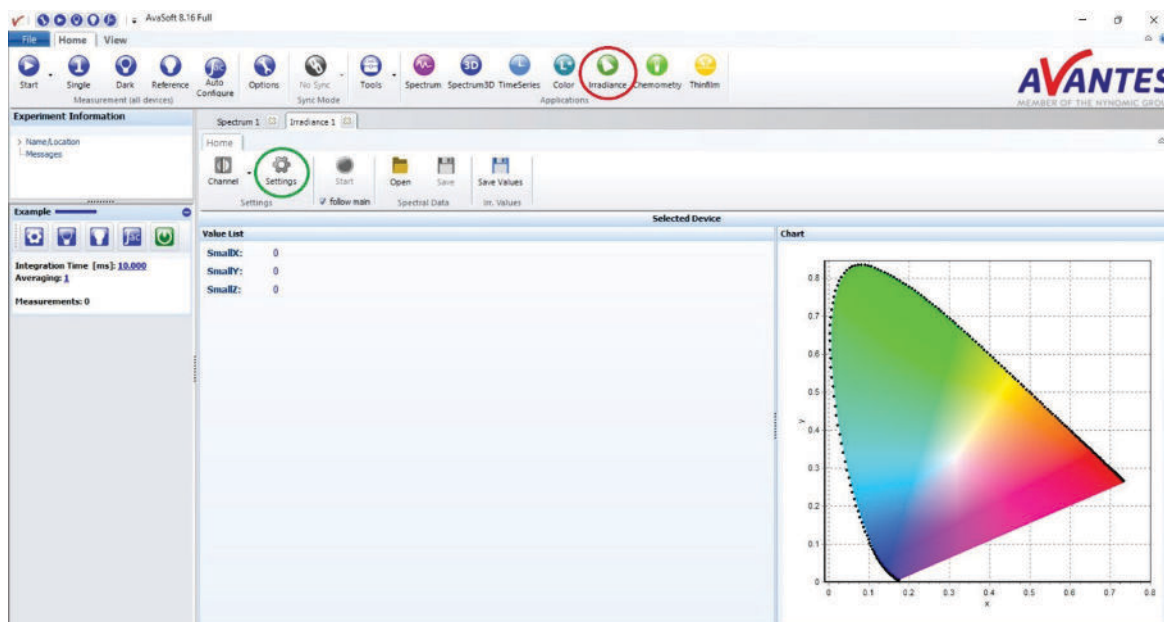 AvaSoft 8.16 Full
File Home View
Start Single Dark Reference Auto Configure Options No Sync Tools Spectrum Spectrum3D TimeSeries Color Irradiance Chemometry Thinfilm
Measurement (all devices) Sync Mode Applications
AVANTES
MEMBER OF THE NYNOMIC GROU
Experiment Information
Name/Location
Messages
Spectrum 1 Irradiance 1
Home
Channel Settings Start Open Save Save Values
Settings follow main Spectral Data Irr. Values
Example
Integration Time [ms]: 10.000
Averaging: 1
Measurements: 0
Selected Device
Value List Chart
SmallX: 0
SmallY: 0
SmallZ: 0
0.8
0.7
0.6
0.5
0.4
0.3
0.2
0.1
0
y
0 0.1 0.2 0.3 0.4 0.5 0.6 0.7 0.8
x